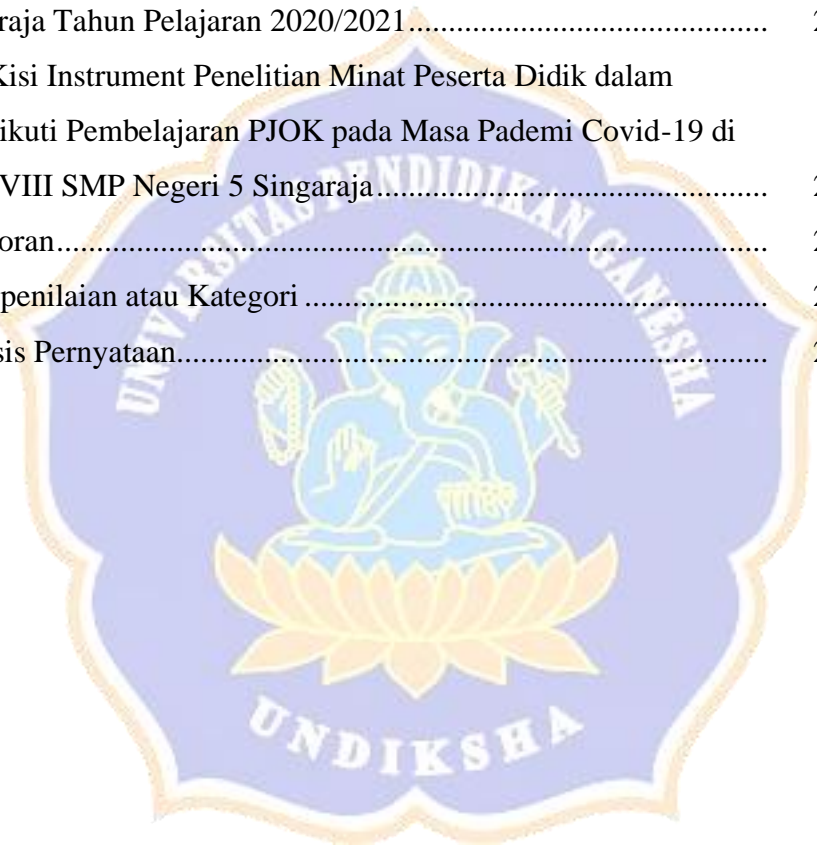 raja Tahun Pelajaran 2020/2021.................................................
Kisi Instrument Penelitian Minat Peserta Didik dalam
ikuti Pembelajaran PJOK pada Masa Pademi Covid-19 di
VIII SMP Negeri 5 Singaraja.....................................................
oran.............................................................................................
penilaian atau Kategori..............................................................
sis Pernyataan..............................................................................
UNIVERSITAS PENDIDIKAN GANESHA
UNDIKSHA